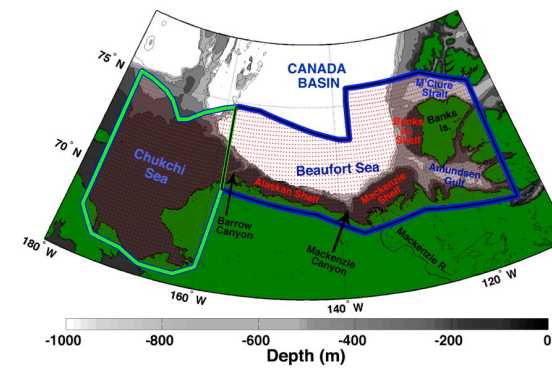 75°N
70°N
180°W
160°W
140°W
120°W
CANADA
BASIN
M'Clure
Strait
Banks
Is.
Banks
Is.
Shelf
Chukchi
Sea
Beaufort Sea
Amundsen
Gulf
Alaskan Shelf
Mackenzie
Shelf
Barrow
Canyon
Mackenzie
Canyon
Mackenzie R.
-1000
-800
-600
-400
-200
0
Depth (m)